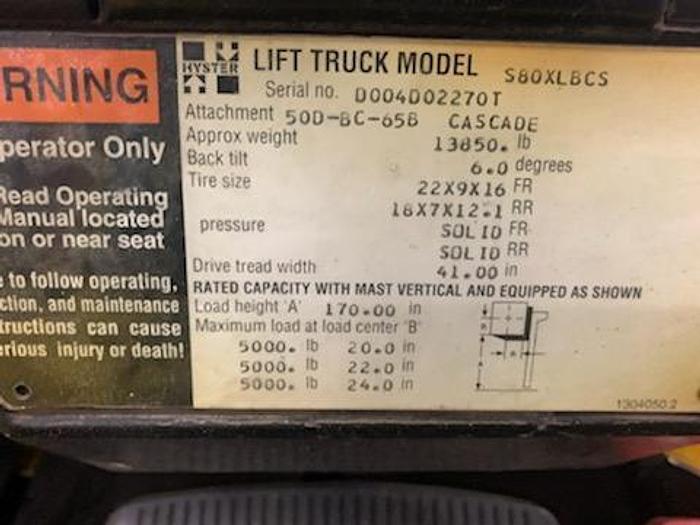 RNING
perator Only
Read Operating
Manual located
on or near seat
e to follow operating,
ction, and maintenance
tructions can cause
erious injury or death!
HYSTER
LIFT TRUCK MODEL S80XLBCS
Serial no. D004D02270T
Attachment 50D-BC-65B CASCADE
Approx weight 13850. lb
Back tilt 6.0 degrees
Tire size 22X9X16 FR
18X7X12.1 RR
pressure SOLID FR
SOLID RR
Drive tread width 41.00 in
RATED CAPACITY WITH MAST VERTICAL AND EQUIPPED AS SHOWN
Load height 'A' 170.00 in
Maximum load at load center 'B'
5000. lb 20.0 in
5000. lb 22.0 in
5000. lb 24.0 in
1304050 2